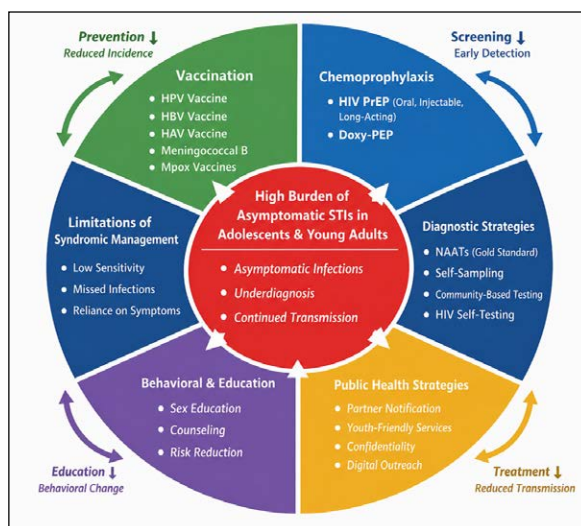 Prevention ↓
Reduced Incidence
Screening ↓
Early Detection
Vaccination
• HPV Vaccine
• HBV Vaccine
• HAV Vaccine
• Meningococcal B
• Mpox Vaccines
Chemoprophylaxis
• HIV PrEP (Oral, Injectable,
Long-Acting)
• Doxy-PEP
High Burden of
Asymptomatic STIs in
Adolescents & Young Adults
• Asymptomatic Infections
• Underdiagnosis
• Continued Transmission
Limitations of
Syndromic Management
• Low Sensitivity
• Missed Infections
• Reliance on Symptoms
Diagnostic Strategies
• NAATs (Gold Standard)
• Self-Sampling
• Community-Based Testing
• HIV Self-Testing
Behavioral & Education
• Sex Education
• Counseling
• Risk Reduction
Public Health Strategies
• Partner Notification
• Youth-Friendly Services
• Confidentiality
• Digital Outreach
Education ↓
Behavioral Change
Treatment ↓
Reduced Transmission